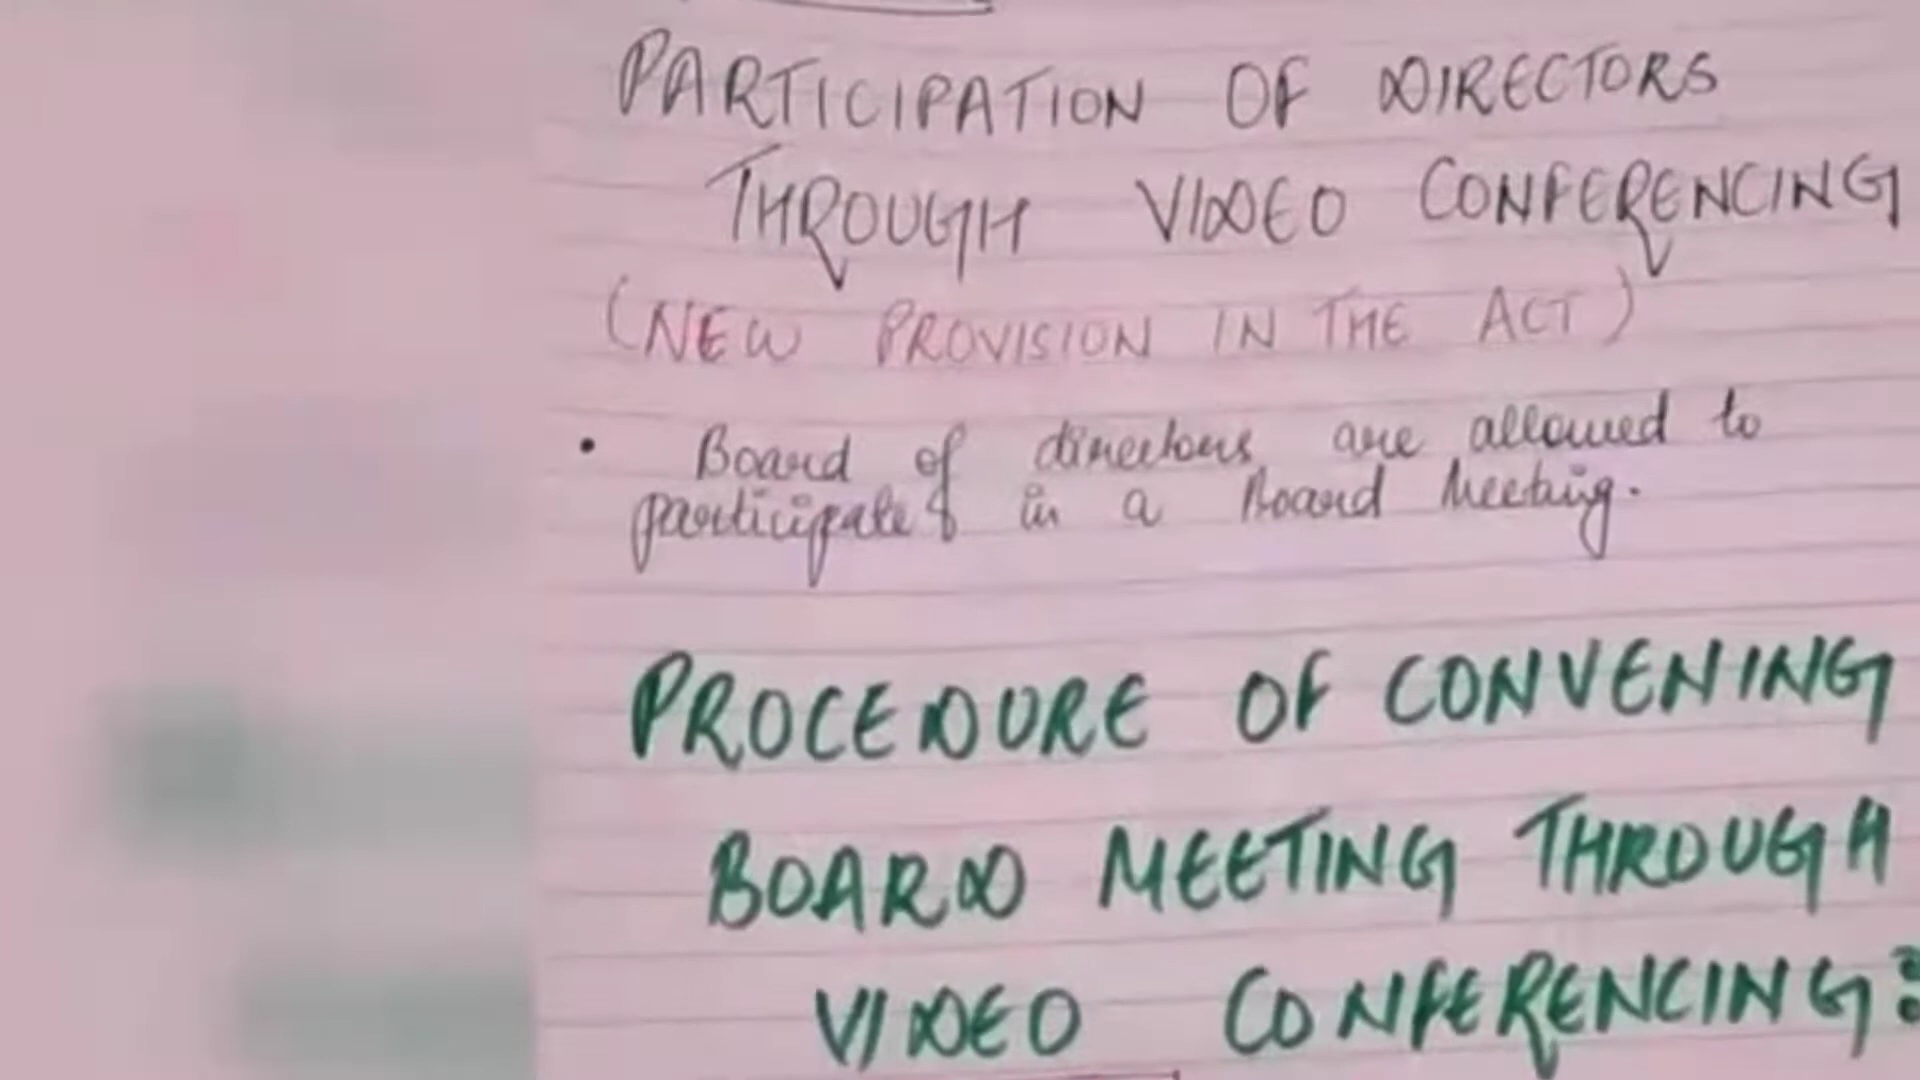 PARTICIPATION OF DIRECTORS
THROUGH VIDEO CONFERENCING
(NEW PROVISION IN THE ACT)
• Board of directors are allowed to
participate in a Board Meeting.
PROCEDURE OF CONVENING
BOARD MEETING THROUGH
VIDEO CONFERENCING: